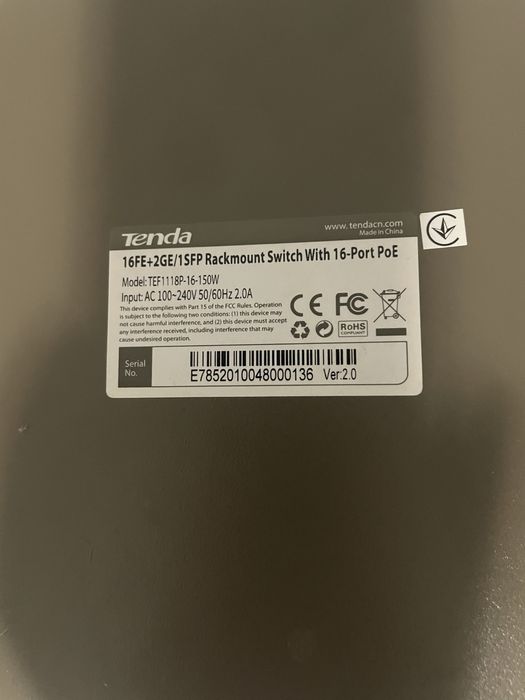 Tenda
www.tendacn.com
Made in China
16FE+2GE/1SFP Rackmount Switch With 16-Port PoE
Model: TEF1118P-16-150W
Input: AC 100~240V 50/60Hz 2.0A
This device complies with Part 15 of the FCC Rules. Operation
is subject to the following two conditions: (1) this device may
not cause harmful interference, and (2) this device must accept
any interference received, including interference that may
cause undesired operation.
CE FC
RoHS
COMPLIANT
Serial
No.
E7852010048000136 Ver:2.0